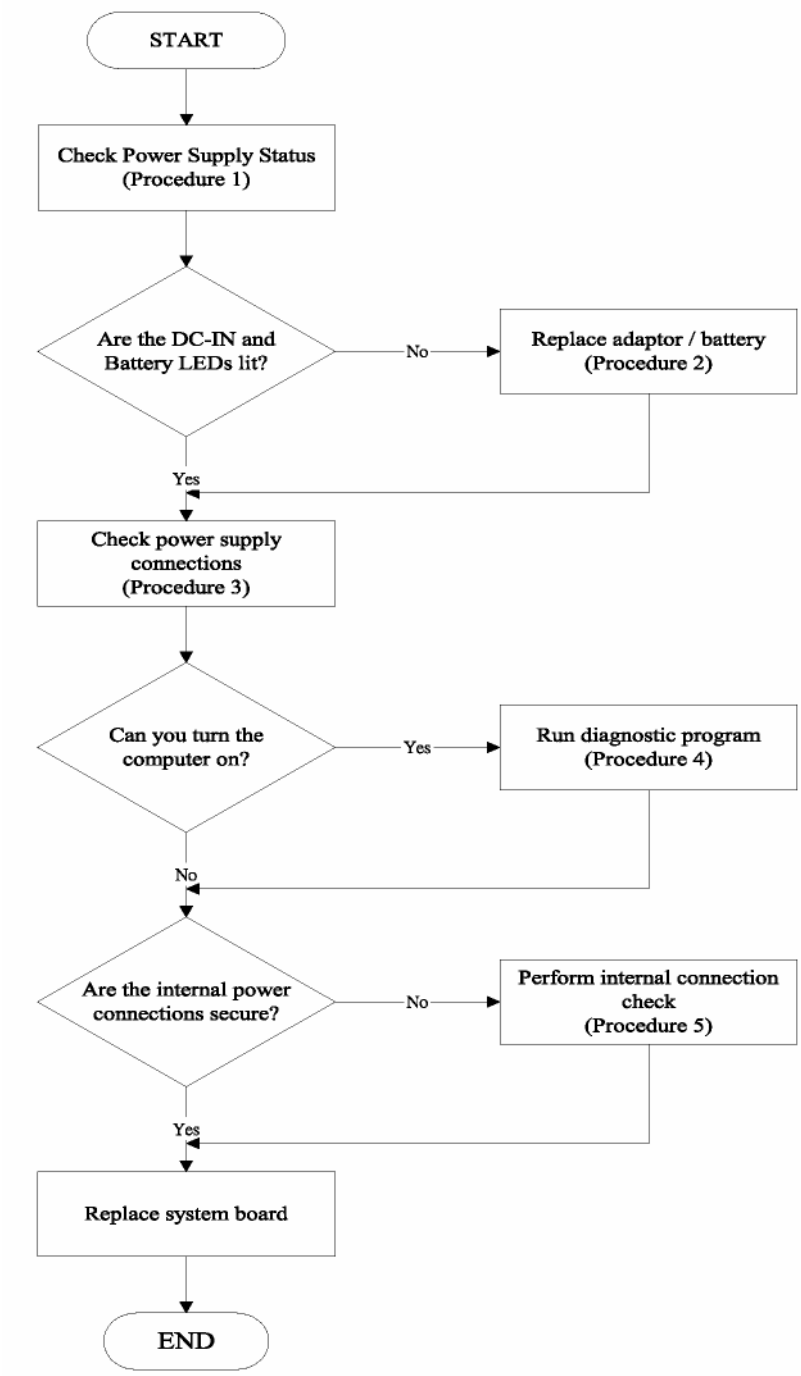 START
Check Power Supply Status
(Procedure 1)
Are the DC-IN and
Battery LEDs lit?
No
Replace adaptor / battery
(Procedure 2)
Yes
Check power supply
connections
(Procedure 3)
Can you turn the
computer on?
Yes
Run diagnostic program
(Procedure 4)
No
Are the internal power
connections secure?
No
Perform internal connection
check
(Procedure 5)
Yes
Replace system board
END